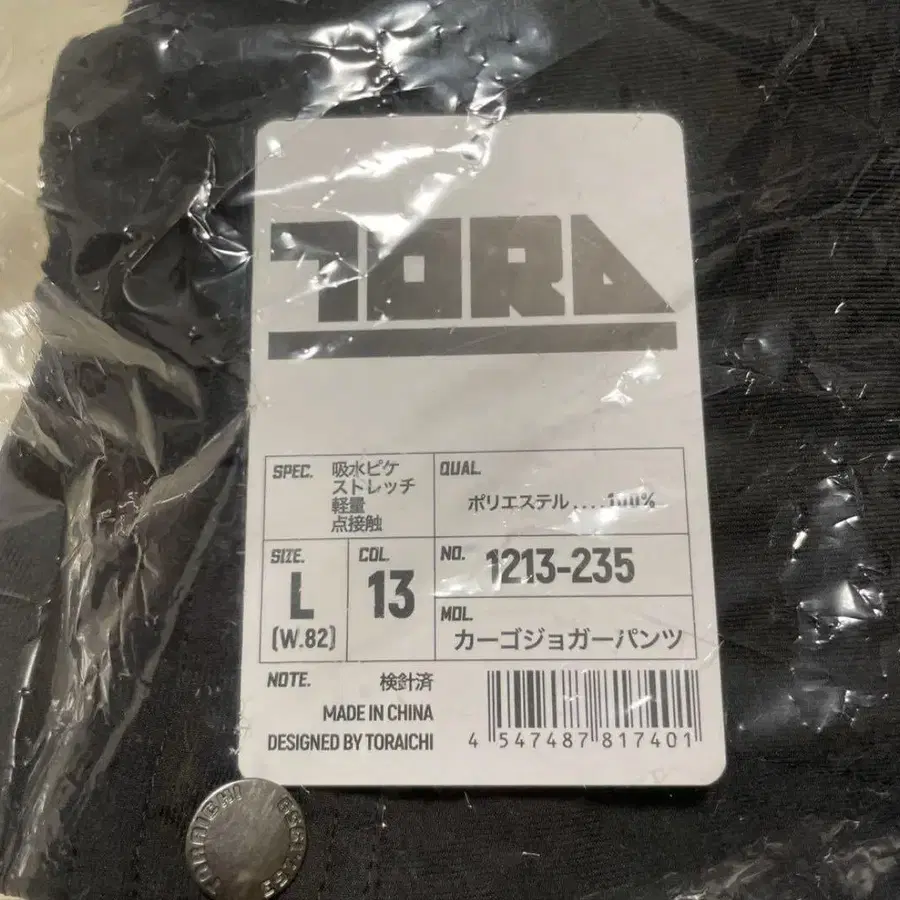 TORA
SPEC. 吸水ピケ
ストレッチ
軽量
点接触
QUAL.
ポリエステル....100%
SIZE.
L
(W.82)
COL.
13
NO. 1213-235
MDL.
カーゴジョガーパンツ
NOTE. 検針済
MADE IN CHINA
DESIGNED BY TORAICHI
4 547487 817401
TORAICHI